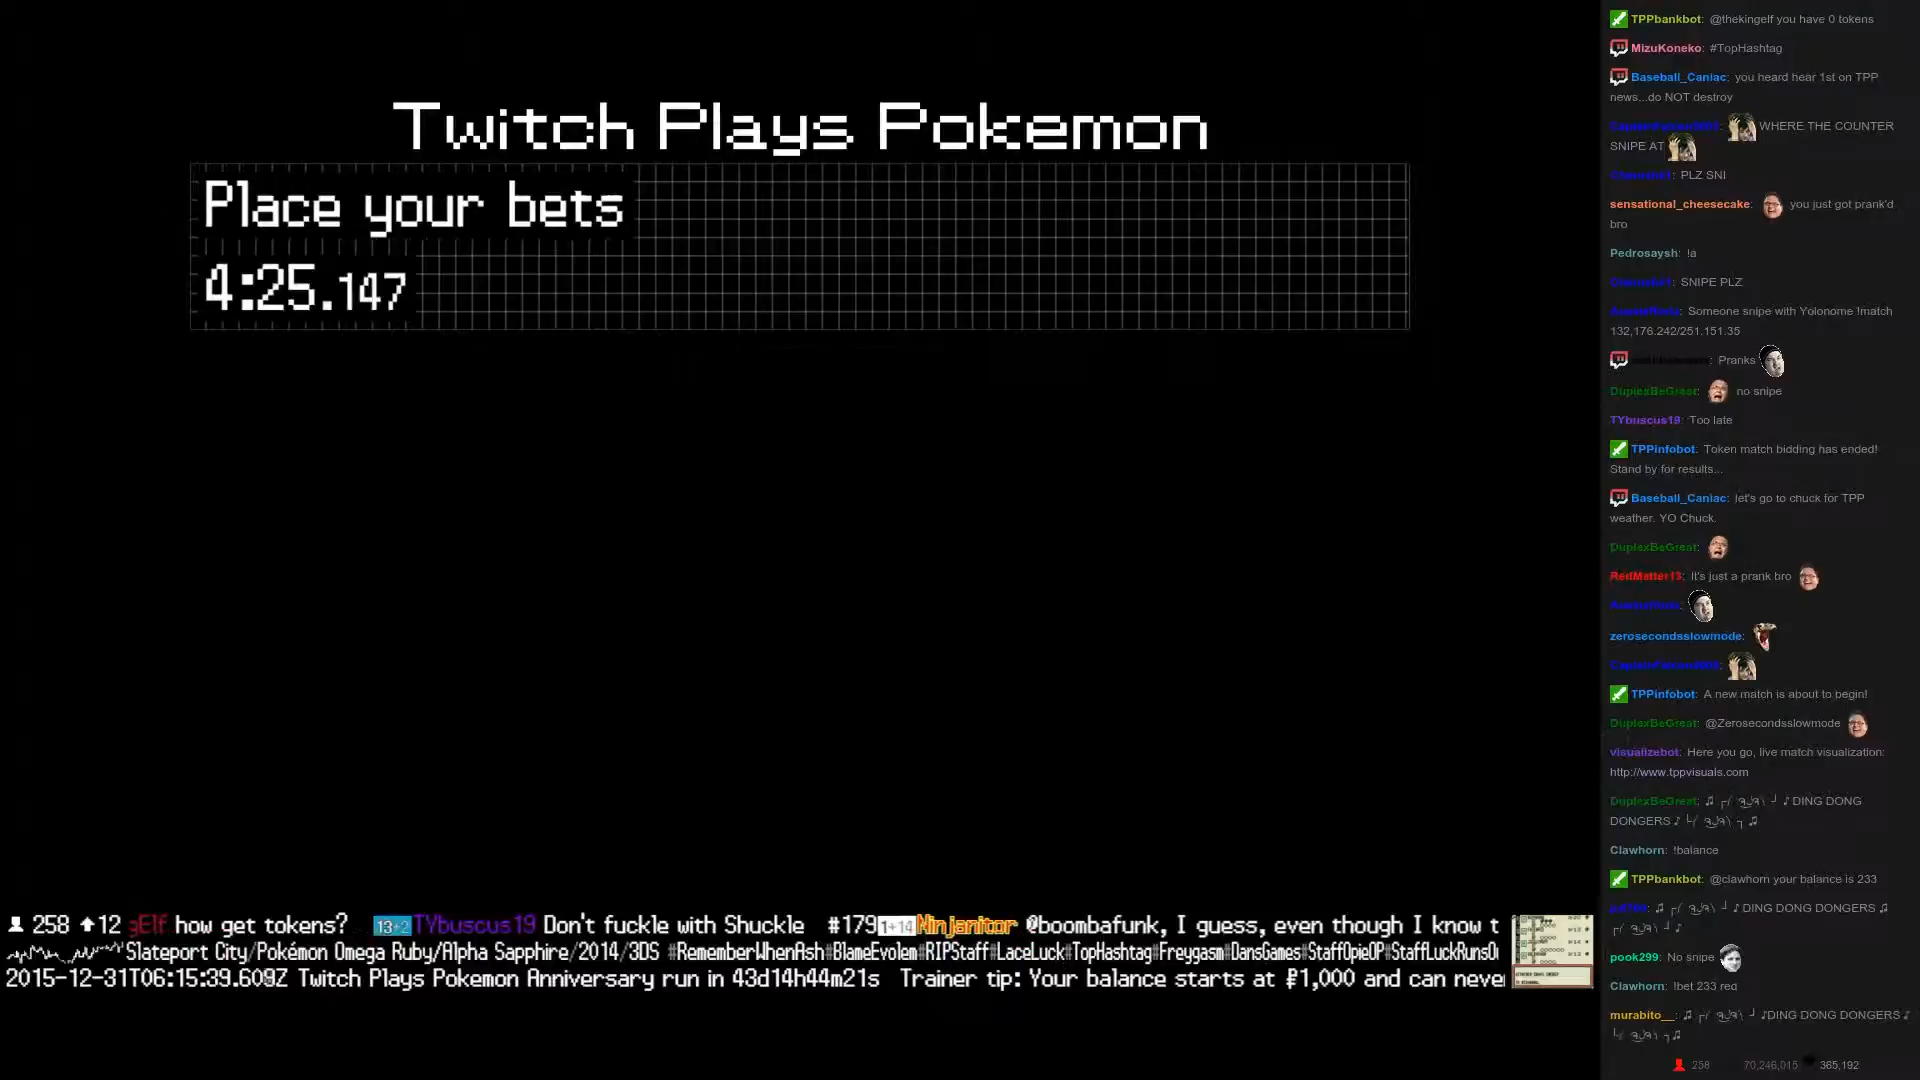 Twitch Plays Pokemon
Place your bets
4:25.147
258 12 3Elf how get tokens? 13+2 TYbuscus19 Don't fuckle with Shuckle #179 1+14 Ninjanitor @boombafunk, I guess, even though I know t
Slateport City/Pokémon Omega Ruby/Alpha Sapphire/2014/3DS #RememberWhenAsh#BlameEvolem#RIPStaff#LaceLuck#TopHashtag#Freygasm#DansGames#StaffOpieOP#StaffLuckRunsOu
2015-12-31T06:15:39.609Z Twitch Plays Pokemon Anniversary run in 43d14h44m21s Trainer tip: Your balance starts at ₽1,000 and can neve
TPPbankbot: @thekingelf you have 0 tokens
MizuKoneko: #TopHashtag
Baseball_Caniac: you heard hear 1st on TPP
news...do NOT destroy
WHERE THE COUNTER
SNIPE AT
PLZ SNI
sensational_cheesecake: you just got prank'd
bro
Pedrosaysh: !a
SNIPE PLZ
Someone snipe with Yolonome !match
132,176.242/251.151.35
Pranks
DuplexBeGreat: no snipe
TYbuscus19: Too late
TPPinfobot: Token match bidding has ended!
Stand by for results...
Baseball_Caniac: let's go to chuck for TPP
weather. YO Chuck.
DuplexBeGreat:
RedMatter13: It's just a prank bro
zerosecondsslowmode:
TPPinfobot: A new match is about to begin!
DuplexBeGreat: @Zerosecondsslowmode
visualizebot: Here you go, live match visualization:
http://www.tppvisuals.com
DuplexBeGreat: ♫ ♪ DING DONG
DONGERS ♪ ♫
Clawhorn: !balance
TPPbankbot: @clawhorn your balance is 233
♫ ♪ DING DONG DONGERS ♫
♪
pook299: No snipe
Clawhorn: !bet 233 red
murabito__: ♫ ♪DING DONG DONGERS ♪
♫
258 70,246,015 365,192